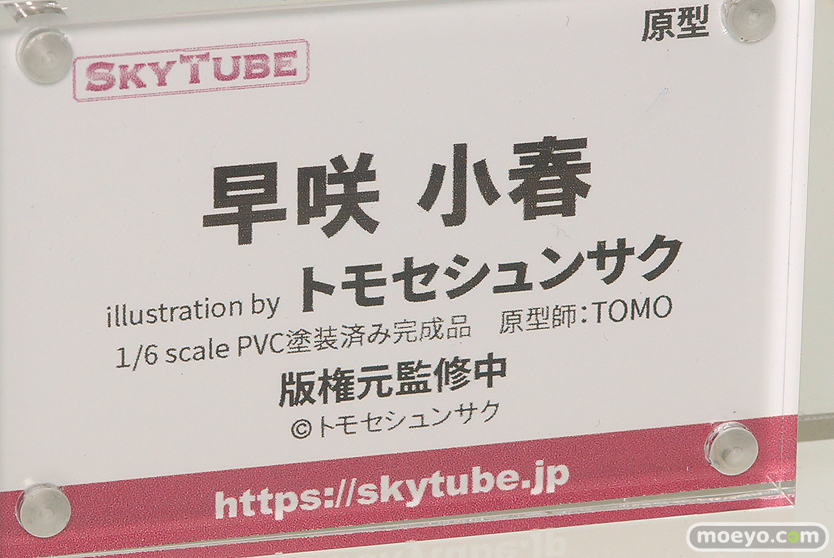 原型
SKYTUBE
早咲 小春
illustration by トモセシュンサク
1/6 scale PVC塗装済み完成品 原型師：TOMO
版権元監修中
©トモセシュンサク
https://skytube.jp
moeyo.com